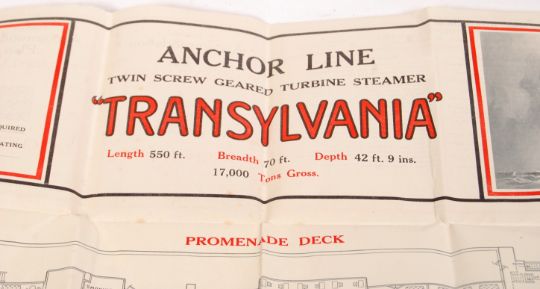 ANCHOR LINE
TWIN SCREW GEARED TURBINE STEAMER
"TRANSYLVANIA"
Length 550 ft. Breadth 70 ft. Depth 42 ft. 9 ins.
17,000 Tons Gross.
PROMENADE DECK